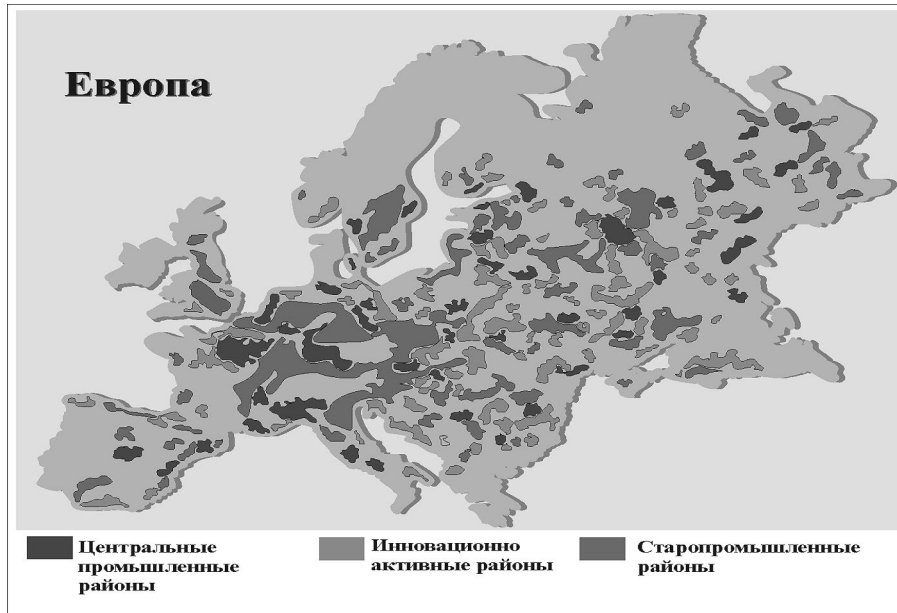 Европа
Центральные
промышленные
районы
Инновационно
активные районы
Старопромышленные
районы